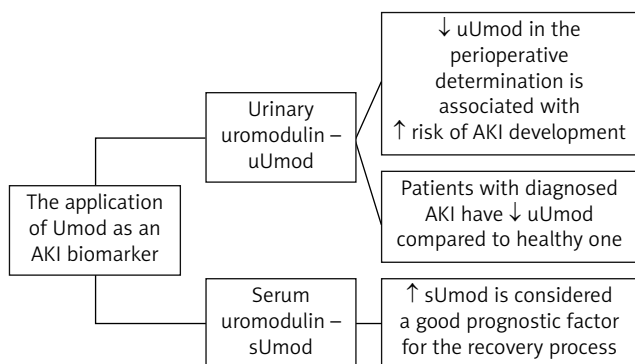 The application
of Umod as an
AKI biomarker
Urinary
uromodulin –
uUmod
↓ uUmod in the
perioperative
determination is
associated with
↑ risk of AKI development
Patients with diagnosed
AKI have ↓ uUmod
compared to healthy one
Serum
uromodulin –
sUmod
↑ sUmod is considered
a good prognostic factor
for the recovery process